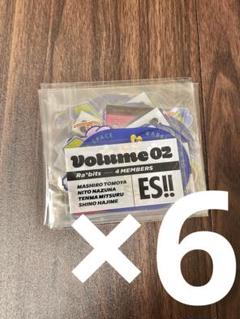 Volume 02
Ra*bits 4 MEMBERS
MASHIRO TOMOYA
NITO NAZUNA
TENMA MITSURU
SHINO HAJIME
ES!!
×6